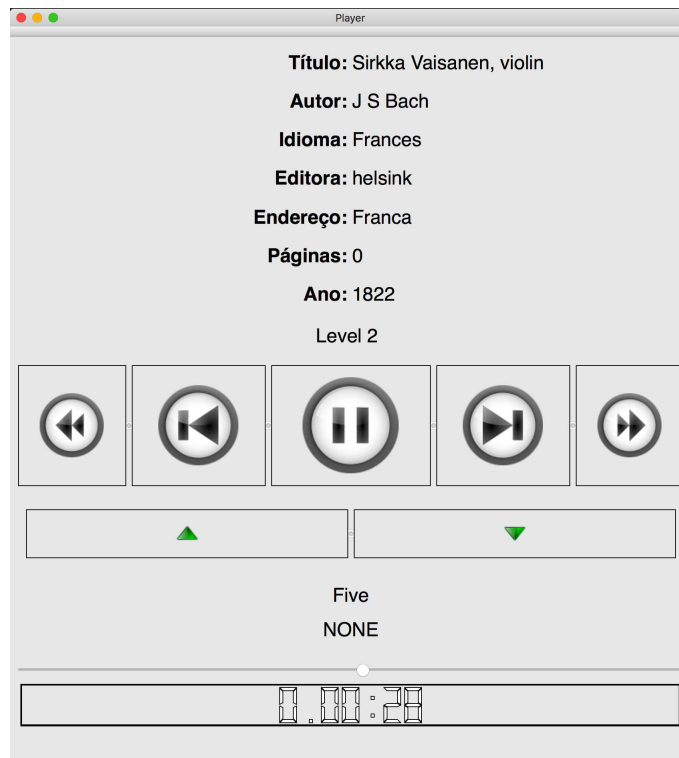 Player
Título: Sirkka Vaisanen, violin
Autor: J S Bach
Idioma: Frances
Editora: helsink
Endereço: Franca
Páginas: 0
Ano: 1822
Level 2
Five
NONE
0.00:28